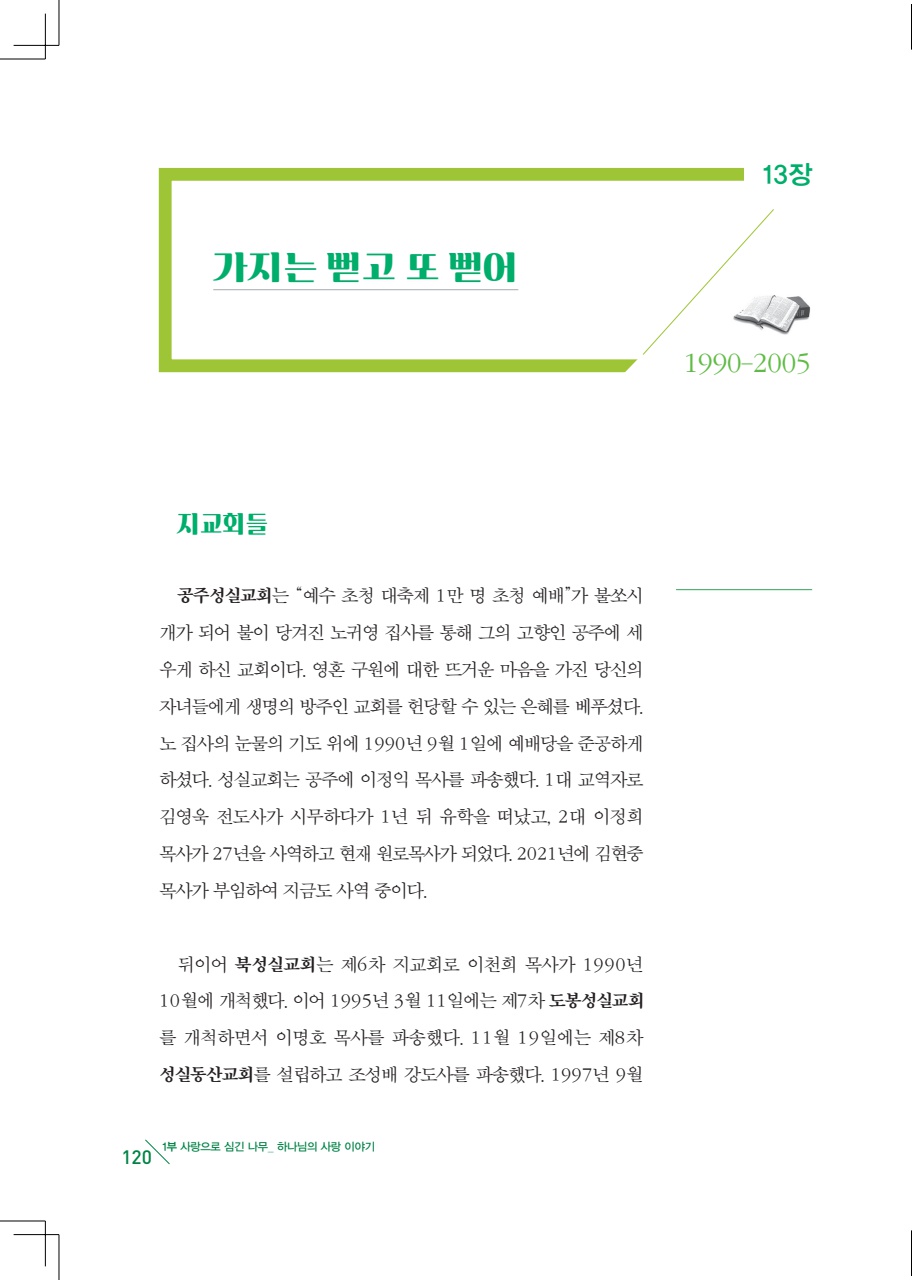 13장
가지는 뻗고 또 뻗어
1990-2005
지교회들
공주성실교회는 “예수 초청 대축제 1만 명 초청 예배”가 불쏘시
개가 되어 불이 당겨진 노귀영 집사를 통해 그의 고향인 공주에 세
우게 하신 교회이다. 영혼 구원에 대한 뜨거운 마음을 가진 당신의
자녀들에게 생명의 방주인 교회를 헌당할 수 있는 은혜를 베푸셨다.
노 집사의 눈물의 기도 위에 1990년 9월 1일에 예배당을 준공하게
하셨다. 성실교회는 공주에 이정익 목사를 파송했다. 1대 교역자로
김영욱 전도사가 시무하다가 1년 뒤 유학을 떠났고, 2대 이정희
목사가 27년을 사역하고 현재 원로목사가 되었다. 2021년에 김현중
목사가 부임하여 지금도 사역 중이다.
뒤이어 북성실교회는 제6차 지교회로 이천희 목사가 1990년
10월에 개척했다. 이어 1995년 3월 11일에는 제7차 도봉성실교회
를 개척하면서 이명호 목사를 파송했다. 11월 19일에는 제8차
성실동산교회를 설립하고 조성배 강도사를 파송했다. 1997년 9월
120 1부 사랑으로 심긴 나무_ 하나님의 사랑 이야기